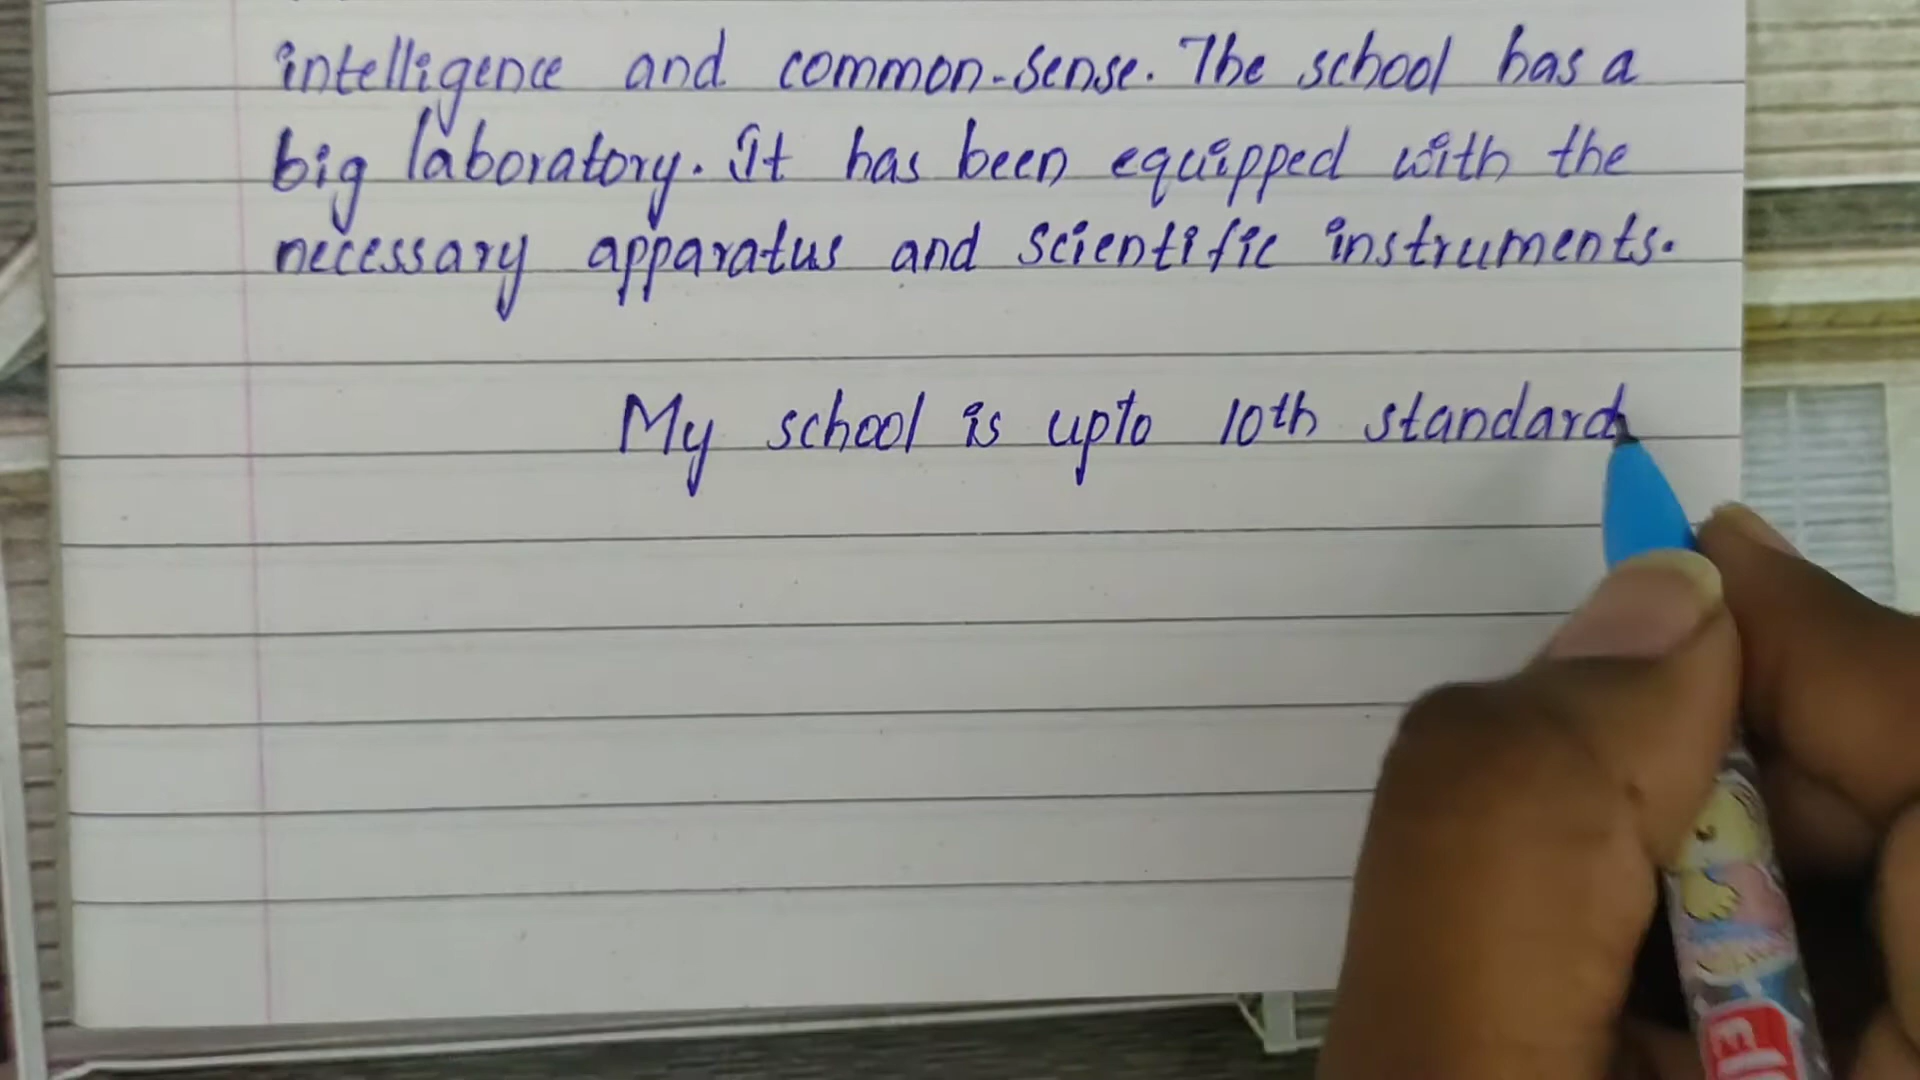 intelligence and common-sense. The school has a
big laboratory. It has been equipped with the
necessary apparatus and scientific instruments.
My school is upto 10th standard